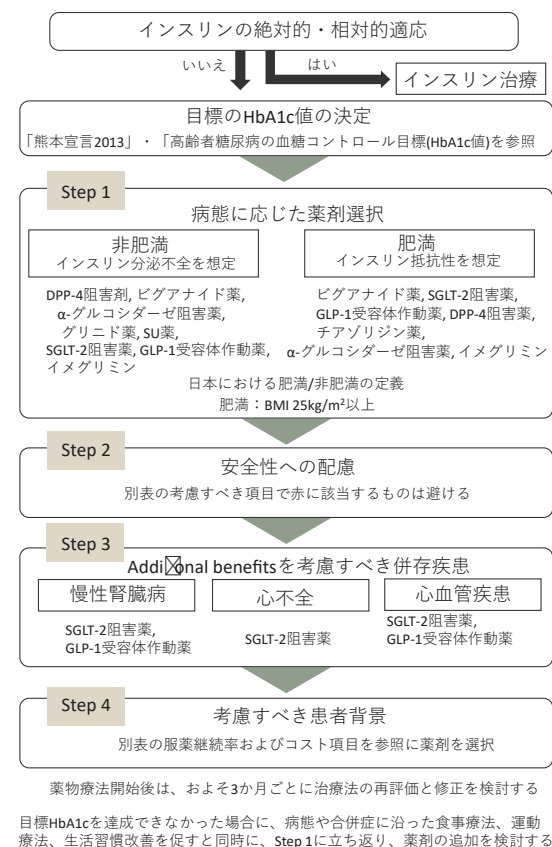 インスリンの絶対的・相対的適応
いいえ
はい
インスリン治療
目標のHbA1c値の決定
「熊本宣言2013」・「高齢者糖尿病の血糖コントロール目標(HbA1c値)を参照
Step 1
病態に応じた薬剤選択
非肥満
インスリン分泌不全を想定
DPP-4阻害剤, ビグアナイド薬,
α-グルコシダーゼ阻害薬,
グリニド薬, SU薬,
SGLT-2阻害薬, GLP-1受容体作動薬,
イメグリミン
肥満
インスリン抵抗性を想定
ビグアナイド薬, SGLT-2阻害薬,
GLP-1受容体作動薬, DPP-4阻害薬,
チアゾリジン薬,
α-グルコシダーゼ阻害薬, イメグリミン
日本における肥満/非肥満の定義
肥満：BMI 25kg/m²以上
Step 2
安全性への配慮
別表の考慮すべき項目で赤に該当するものは避ける
Step 3
Addi☒onal benefitsを考慮すべき併存疾患
慢性腎臓病
SGLT-2阻害薬,
GLP-1受容体作動薬
心不全
SGLT-2阻害薬
心血管疾患
SGLT-2阻害薬,
GLP-1受容体作動薬
Step 4
考慮すべき患者背景
別表の服薬継続率およびコスト項目を参照に薬剤を選択
薬物療法開始後は、およそ3か月ごとに治療法の再評価と修正を検討する
目標HbA1cを達成できなかった場合に、病態や合併症に沿った食事療法、運動
療法、生活習慣改善を促すと同時に、Step 1に立ち返り、薬剤の追加を検討する